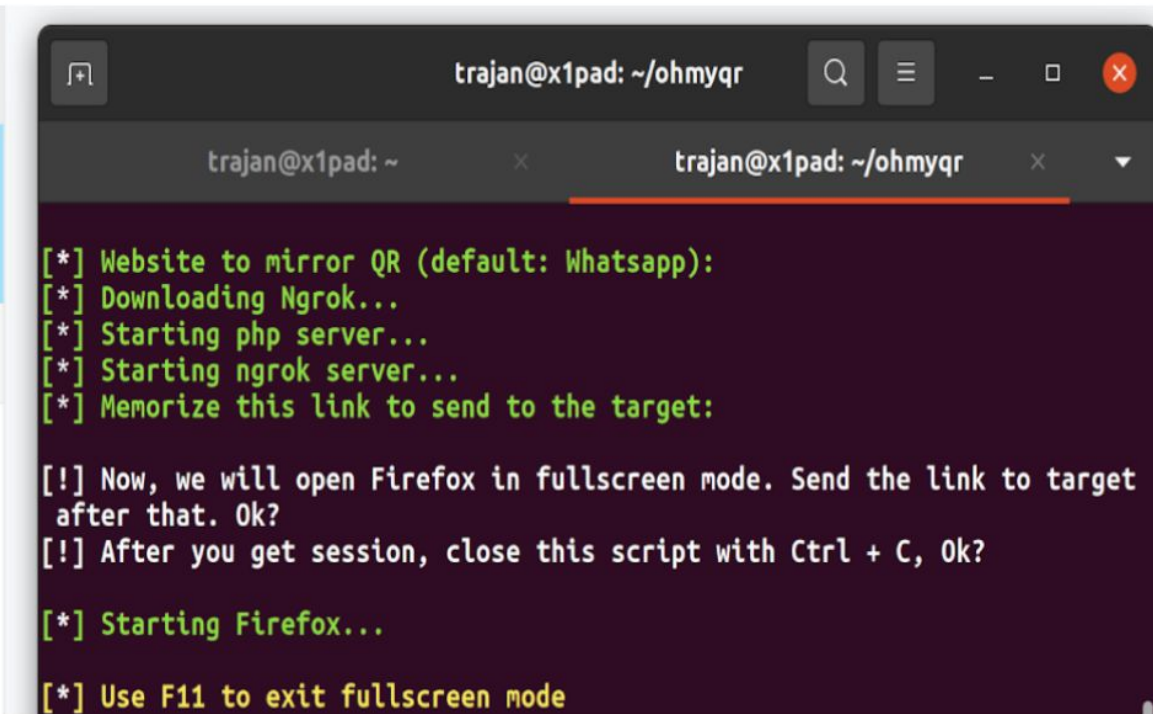 trajan@x1pad: ~/ohmyqr
trajan@x1pad: ~
trajan@x1pad: ~/ohmyqr
[*] Website to mirror QR (default: Whatsapp):
[*] Downloading Ngrok...
[*] Starting php server...
[*] Starting ngrok server...
[*] Memorize this link to send to the target:
[!] Now, we will open Firefox in fullscreen mode. Send the link to target
after that. Ok?
[!] After you get session, close this script with Ctrl + C, Ok?
[*] Starting Firefox...
[*] Use F11 to exit fullscreen mode